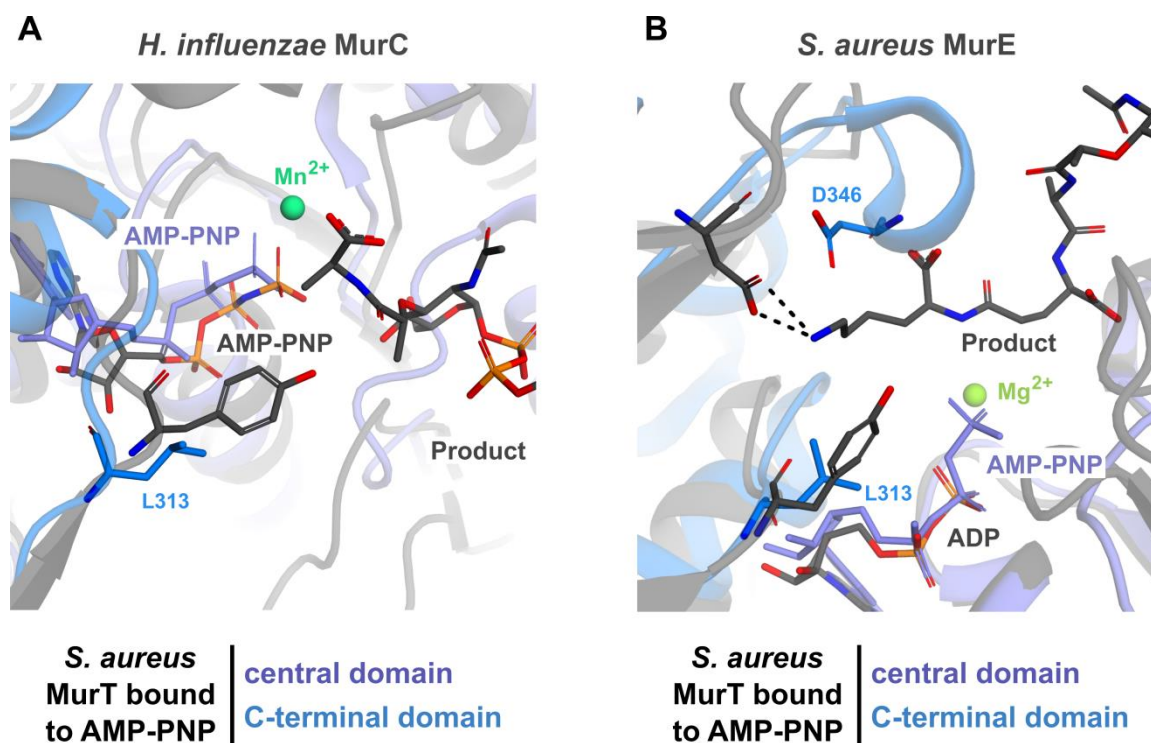 A
H. influenzae MurC
Mn2+
AMP-PNP
AMP-PNP
Product
L313
S. aureus
MurT bound
to AMP-PNP
central domain
C-terminal domain
B
S. aureus MurE
D346
Product
Mg2+
AMP-PNP
L313
ADP
S. aureus
MurT bound
to AMP-PNP
central domain
C-terminal domain